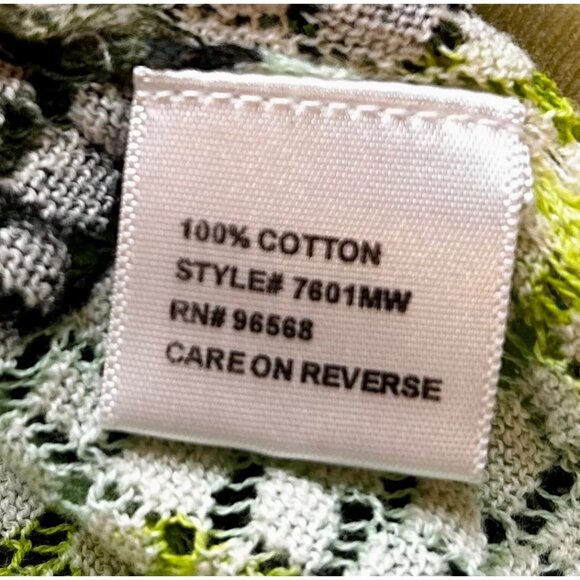 100% COTTON
STYLE# 7601MW
RN# 96568
CARE ON REVERSE